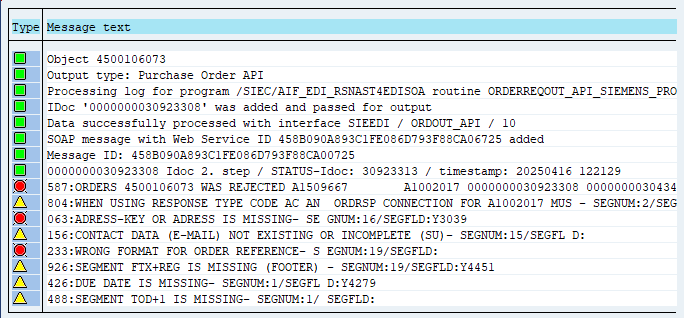 Type Message text
Object 4500106073
Output type: Purchase Order API
Processing log for program /SIEC/AIF_EDI_RSNAST4EDISOA routine ORDERREQOUT_API_SIEMENS_PRO
IDoc '0000000030923308' was added and passed for output
Data successfully processed with interface SIEEDI / ORDOUT_API / 10
SOAP message with Web Service ID 458B090A893C1FE086D793F88CA06725 added
Message ID: 458B090A893C1FE086D793F88CA00725
0000000030923308 Idoc 2. step / STATUS-Idoc: 30923313 / timestamp: 20250416 122129
587:ORDERS 4500106073 WAS REJECTED A1509667 A1002017 0000000030923308 0000000030434
804:WHEN USING RESPONSE TYPE CODE AC AN ORDRSP CONNECTION FOR A1002017 MUS - SEGNUM:2/SEG
063:ADRESS-KEY OR ADRESS IS MISSING- SE GNUM:16/SEGFLD:Y3039
156:CONTACT DATA (E-MAIL) NOT EXISTING OR INCOMPLETE (SU)- SEGNUM:15/SEGFL D:
233:WRONG FORMAT FOR ORDER REFERENCE- S EGNUM:19/SEGFLD:
926:SEGMENT FTX+REG IS MISSING (FOOTER) - SEGNUM:19/SEGFLD:Y4451
426:DUE DATE IS MISSING- SEGNUM:1/SEGFL D:Y4279
488:SEGMENT TOD+1 IS MISSING- SEGNUM:1/ SEGFLD: